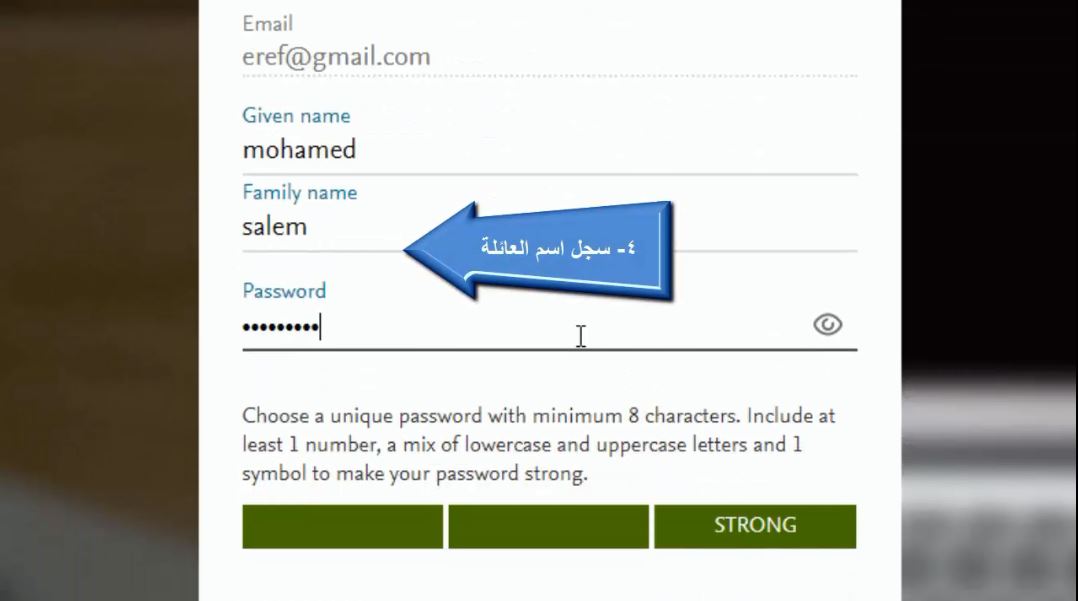 Email
eref@gmail.com
Given name
mohamed
Family name
salem
٤- سجل اسم العائلة
Password
•••••••••
Choose a unique password with minimum 8 characters. Include at
least 1 number, a mix of lowercase and uppercase letters and 1
symbol to make your password strong.
STRONG